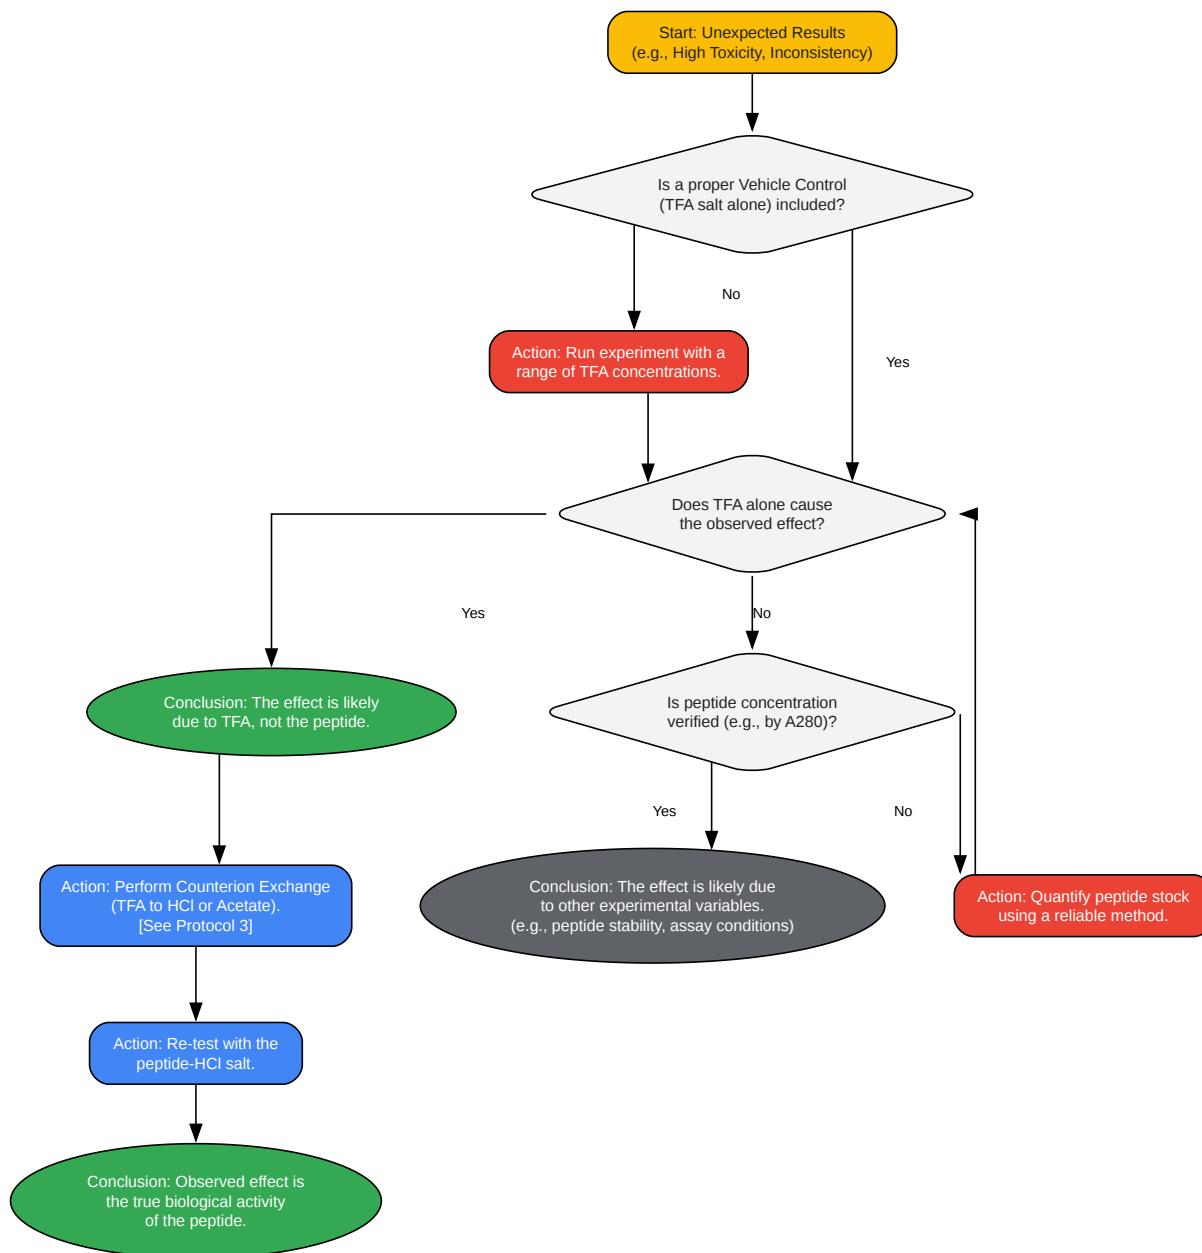 Start: Unexpected Results
(e.g., High Toxicity, Inconsistency)
Is a proper Vehicle Control
(TFA salt alone) included?
No
Action: Run experiment with a
range of TFA concentrations.
Yes
Does TFA alone cause
the observed effect?
Yes
No
Conclusion: The effect is likely
due to TFA, not the peptide.
Is peptide concentration
verified (e.g., by A280)?
Yes
No
Action: Perform Counterion Exchange
(TFA to HCl or Acetate).
[See Protocol 3]
Conclusion: The effect is likely due
to other experimental variables.
(e.g., peptide stability, assay conditions)
Action: Quantify peptide stock
using a reliable method.
Action: Re-test with the
peptide-HCl salt.
Conclusion: Observed effect is
the true biological activity
of the peptide.